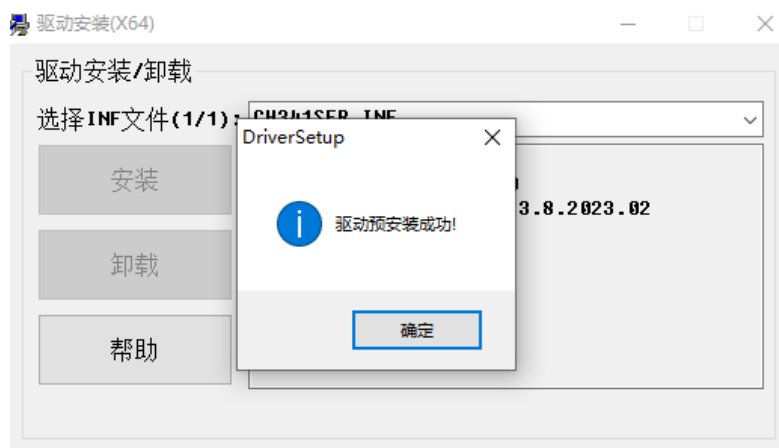 驱动安装(X64)
驱动安装/卸载
选择INF文件(1/1):
CH341SER.INF
DriverSetup
安装
驱动预安装成功!
3.8.2023.02
卸载
确定
帮助